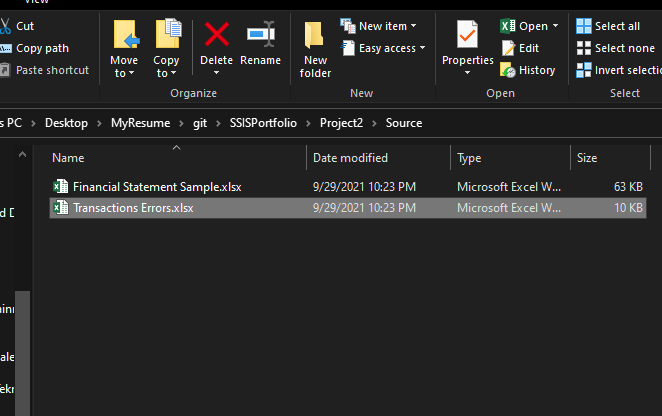 View
Cut
Copy path
Paste shortcut
Move to
Copy to
Delete
Rename
New folder
New item
Easy access
Properties
Open
Edit
History
Select all
Select none
Invert selectio
Organize
New
Open
Select
s PC > Desktop > MyResume > git > SSISPortfolio > Project2 > Source
Name Date modified Type Size
Financial Statement Sample.xlsx 9/29/2021 10:23 PM Microsoft Excel W... 63 KB
Transactions Errors.xlsx 9/29/2021 10:23 PM Microsoft Excel W... 10 KB
d D
ale